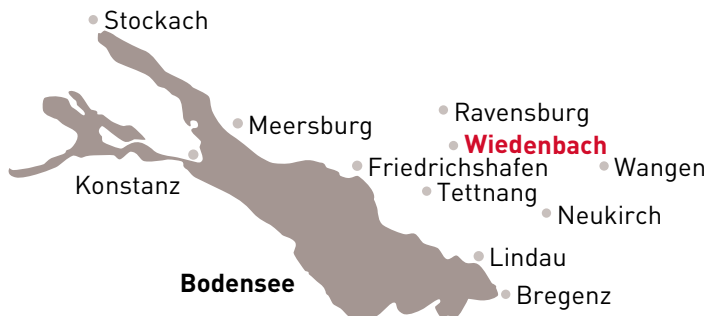 Stockach
Ravensburg
Meersburg
Wiedenbach
Friedrichshafen
Wangen
Konstanz
Tettnang
Neukirch
Lindau
Bodensee
Bregenz